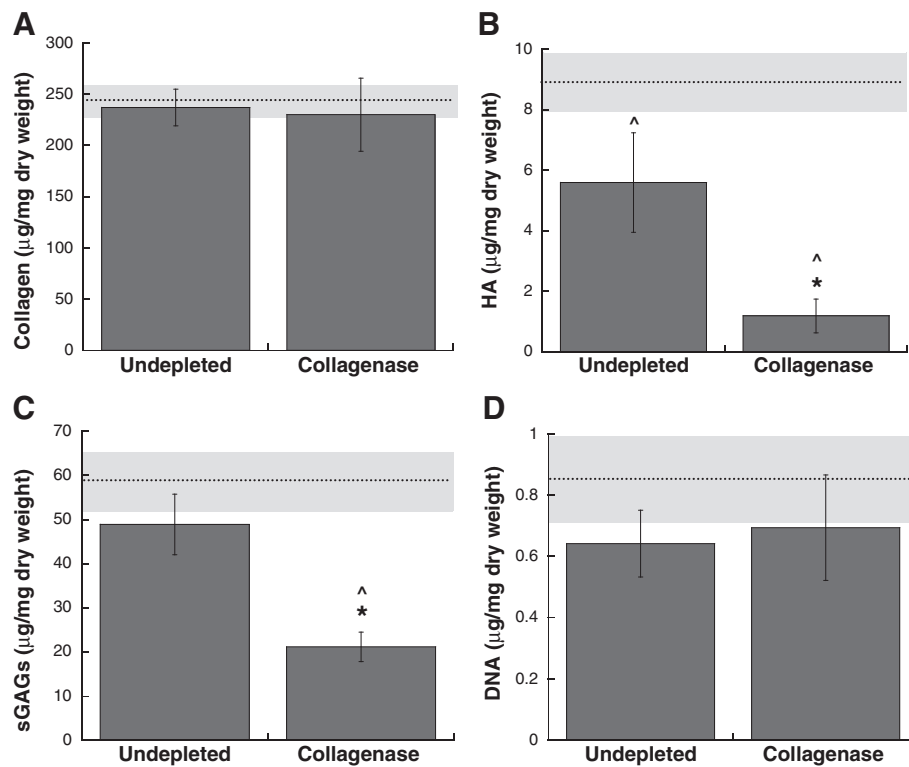 A
Collagen (μg/mg dry weight)
300
250
200
150
100
50
0
Undepleted Collagenase
B
HA (μg/mg dry weight)
10
8
6
4
2
0
^
^
*
Undepleted Collagenase
C
sGAGs (μg/mg dry weight)
70
60
50
40
30
20
10
0
^
*
Undepleted Collagenase
D
DNA (μg/mg dry weight)
1
0.8
0.6
0.4
0.2
0
Undepleted Collagenase